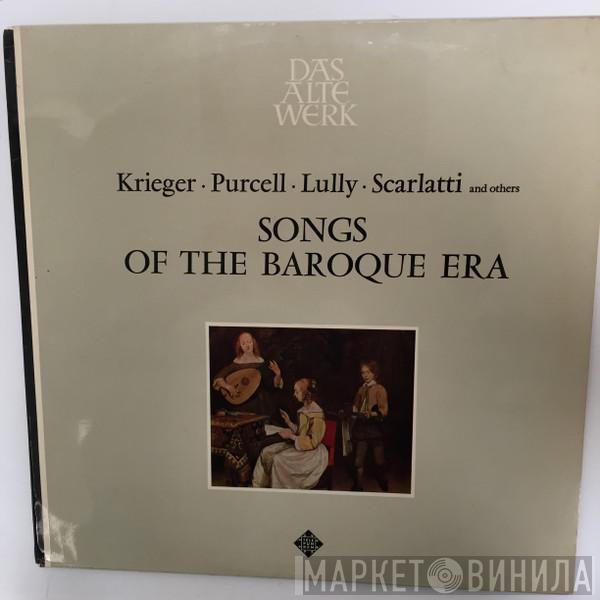 DAS
ALTE
WERK
Krieger · Purcell · Lully · Scarlatti and others
SONGS
OF THE BAROQUE ERA
МАРКЕТ ВИНИЛА